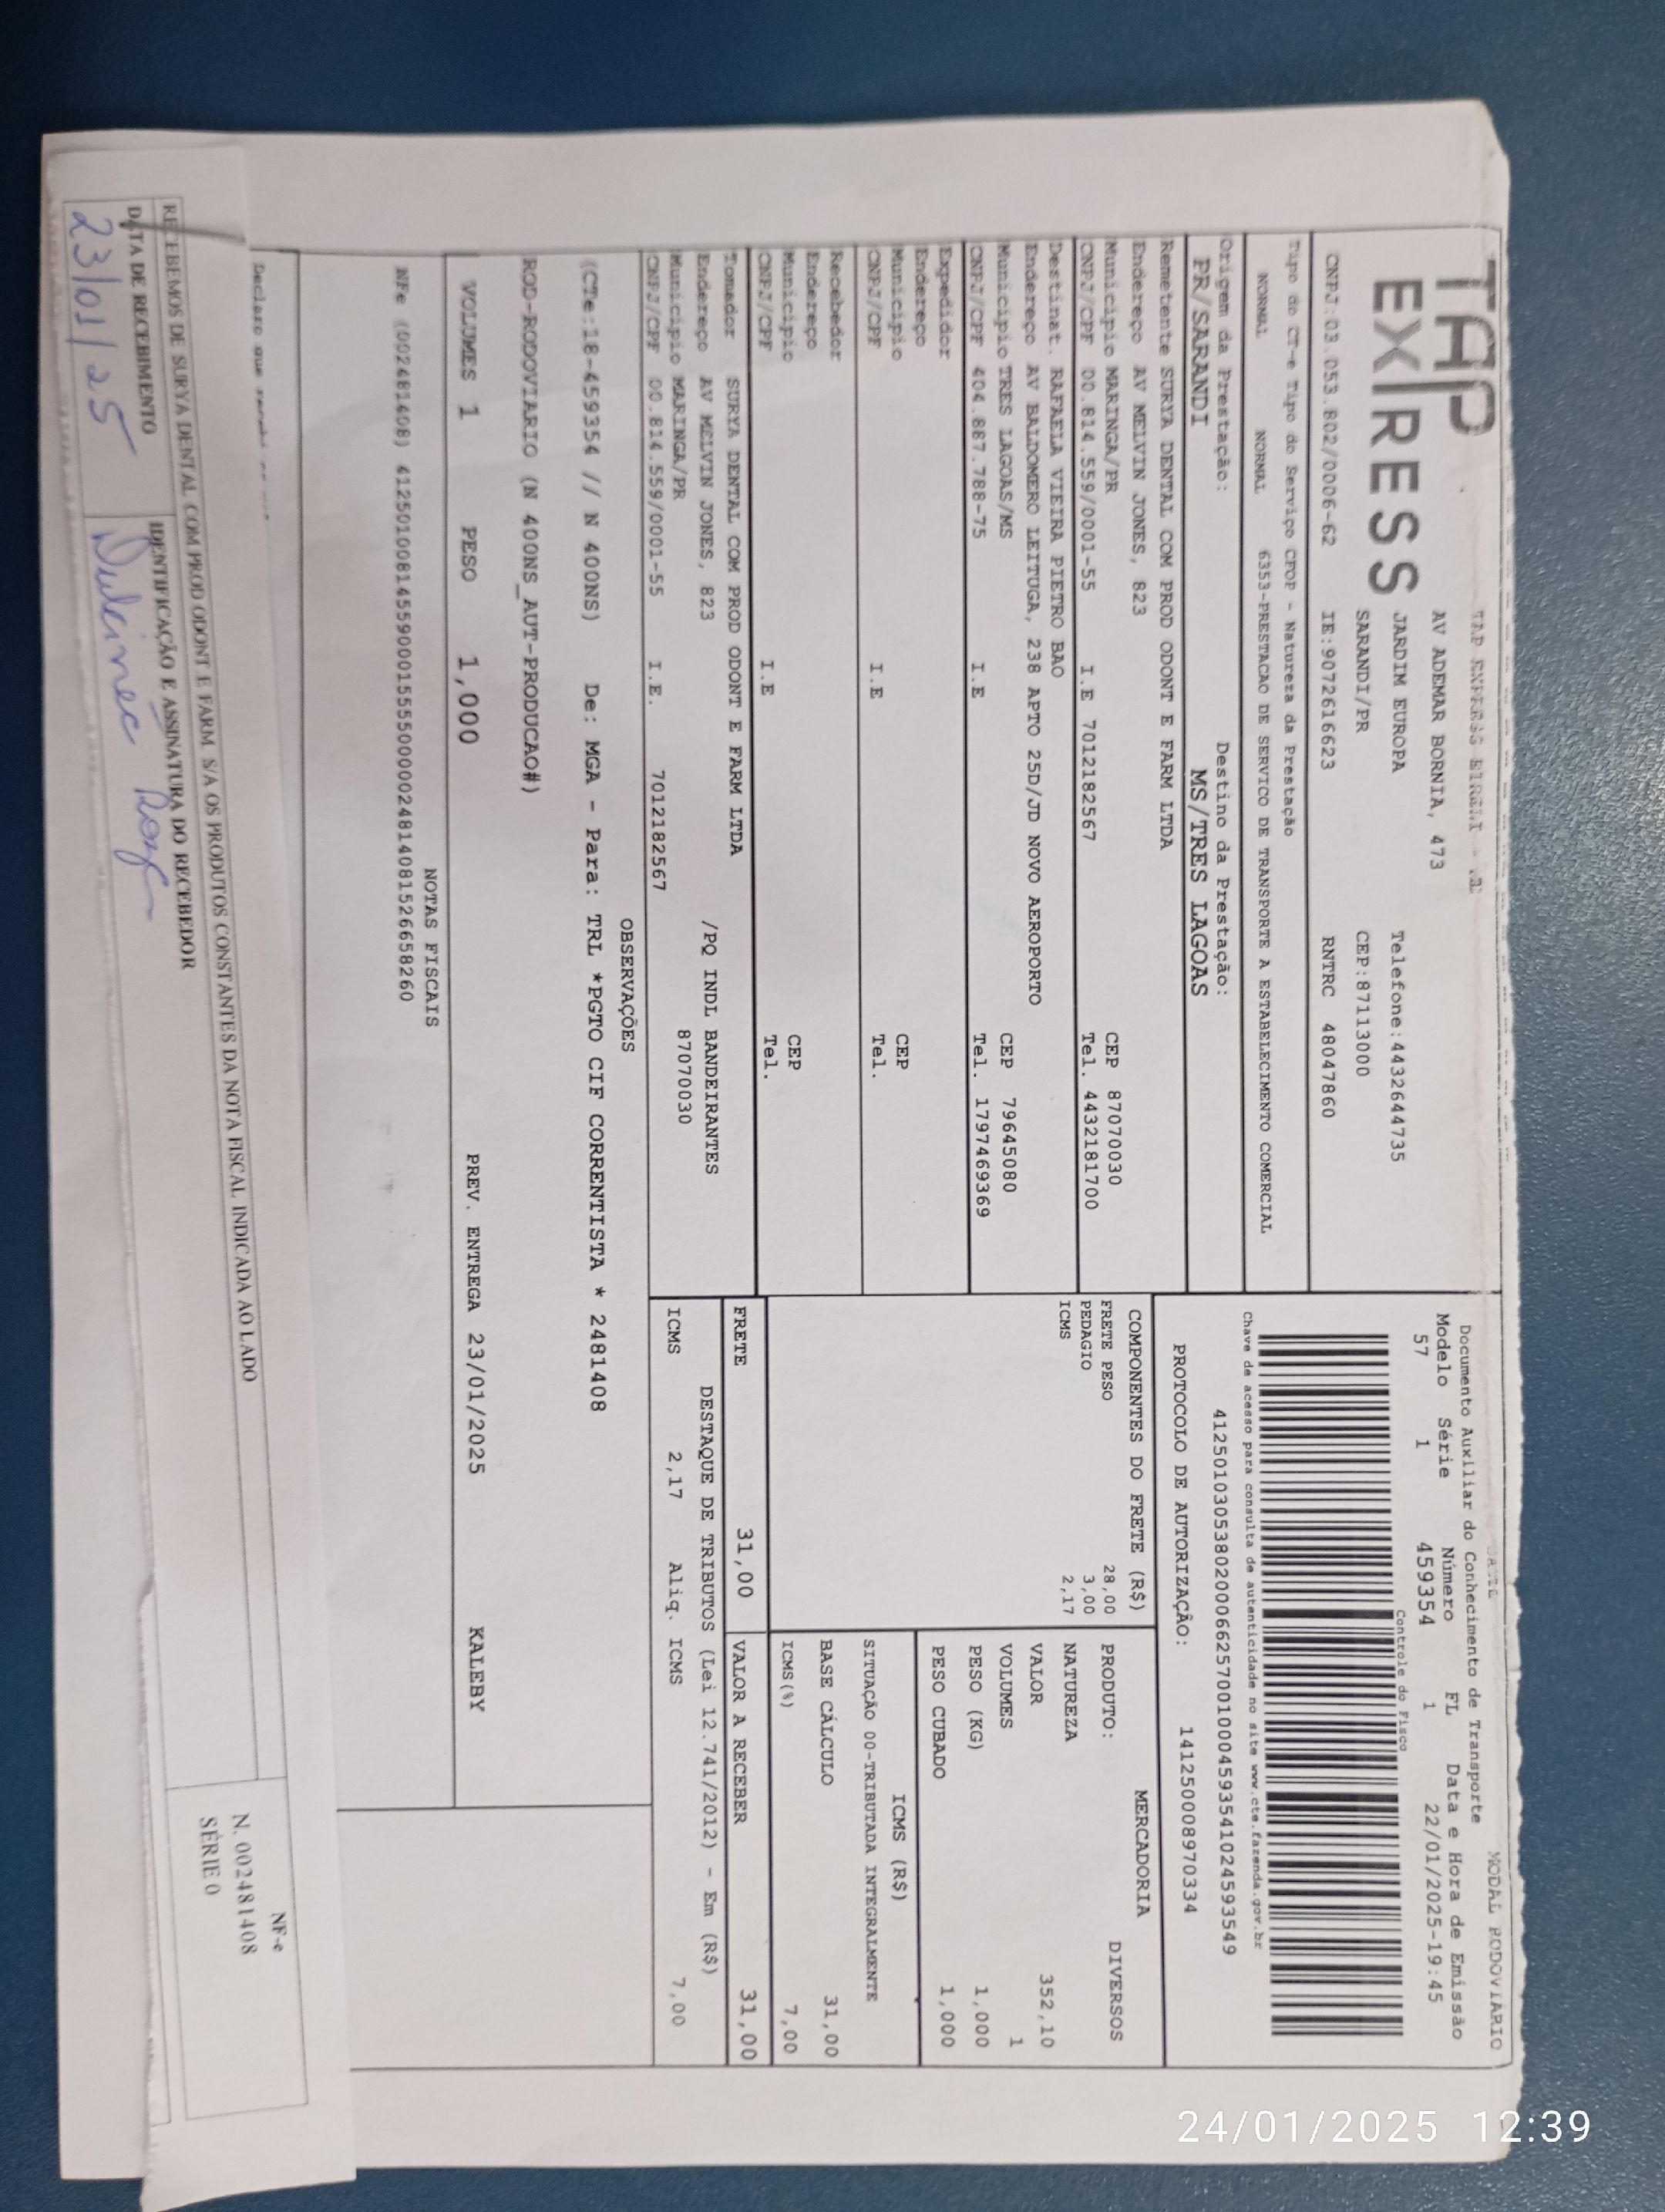 TAP
EXPRESS
TAP EXPRESS EIRELI -
AV ADEMAR BORNIA, 473
JARDIM EUROPA Telefone:4432644735
SARANDI/PR CEP:87113000
CNPJ:03.053.802/0006-62 IE:9072616623 RNTRC 48047860
DACTE MODAL RODOVIARIO
Documento Auxiliar do Conhecimento de Transporte
Modelo Série Número FL Data e Hora de Emissão
57 1 459354 1 22/01/2025-19:45
Controle do Fisco
Chave de acesso para consulta de autenticidade no site www.cte.fazenda.gov.br
41250103053802000662570010004593541024593549
PROTOCOLO DE AUTORIZAÇÃO: 141250008970334
Tipo do CT-e Tipo do Serviço CFOP - Natureza da Prestação
NORMAL NORMAL 6353-PRESTACAO DE SERVICO DE TRANSPORTE A ESTABELECIMENTO COMERCIAL
Origem da Prestação: Destino da Prestação:
PR/SARANDI MS/TRES LAGOAS
Remetente SURYA DENTAL COM PROD ODONT E FARM LTDA
Endereço AV MELVIN JONES, 823
Municipio MARINGA/PR CEP 87070030
CNPJ/CPF 00.814.559/0001-55 I.E 7012182567 Tel. 4432181700
Destinat. RAFAELA VIEIRA PIETRO BAO
Endereço AV BALDOMERO LEITUGA, 238 APTO 25D/JD NOVO AEROPORTO
Municipio TRES LAGOAS/MS CEP 79645080
CNPJ/CPF 404.887.788-75 I.E Tel. 1797469369
Expedidor
Endereço
Municipio CEP
CNPJ/CPF I.E Tel.
Recebedor
Endereço
Municipio CEP
CNPJ/CPF I.E Tel.
Tomador SURYA DENTAL COM PROD ODONT E FARM LTDA
Endereço AV MELVIN JONES, 823 /PQ INDL BANDEIRANTES
Municipio MARINGA/PR 87070030
CNPJ/CPF 00.814.559/0001-55 I.E. 7012182567
COMPONENTES DO FRETE (R$)
FRETE PESO 28,00
PEDAGIO 3,00
ICMS 2,17
MERCADORIA
PRODUTO: DIVERSOS
NATUREZA
VALOR 352,10
VOLUMES 1
PESO (KG) 1,000
PESO CUBADO 1,000
ICMS (R$)
SITUAÇÃO 00-TRIBUTADA INTEGRALMENTE
BASE CÁLCULO 31,00
ICMS(%) 7,00
FRETE 31,00 VALOR A RECEBER 31,00
DESTAQUE DE TRIBUTOS (Lei 12.741/2012) - Em (R$)
ICMS 2,17 Aliq. ICMS 7,00
OBSERVAÇÕES
(CTe:18-459354 // N 400NS) De: MGA - Para: TRL *PGTO CIF CORRENTISTA * 2481408
ROD-RODOVIARIO (N 400NS_AUT-PRODUCAO#)
VOLUMES 1 PESO 1,000 PREV. ENTREGA 23/01/2025 KALEBY
NOTAS FISCAIS
NFe (002481408) 41250100814559000155550000024814081526658260
Declaro que
RECEBEMOS DE SURYA DENTAL COM PROD ODONT E FARM. S/A OS PRODUTOS CONSTANTES DA NOTA FISCAL INDICADA AO LADO
DATA DE RECEBIMENTO IDENTIFICAÇÃO E ASSINATURA DO RECEBEDOR
23/01/25
NF-e
N. 002481408
SÉRIE 0
24/01/2025 12:39